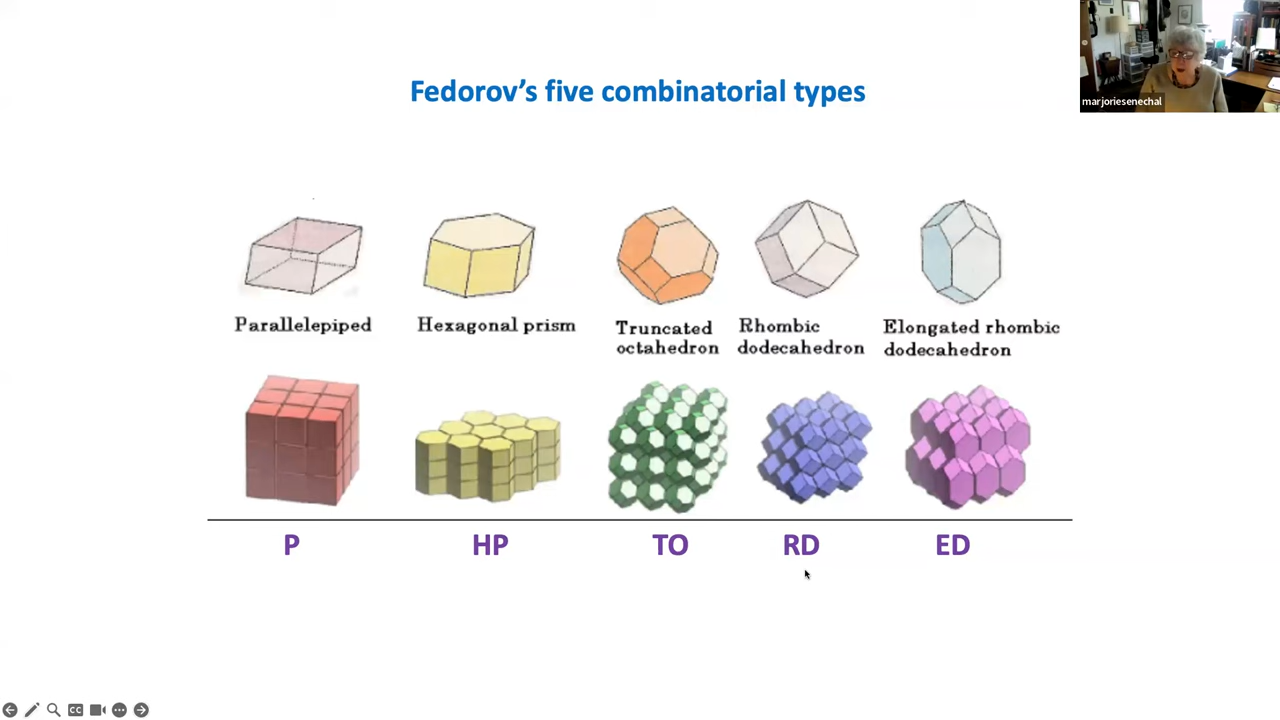 marjoriesenechal
Fedorov's five combinatorial types
Parallelepiped
Hexagonal prism
Truncated
octahedron
Rhombic
dodecahedron
Elongated rhombic
dodecahedron
P
HP
TO
RD
ED
CC